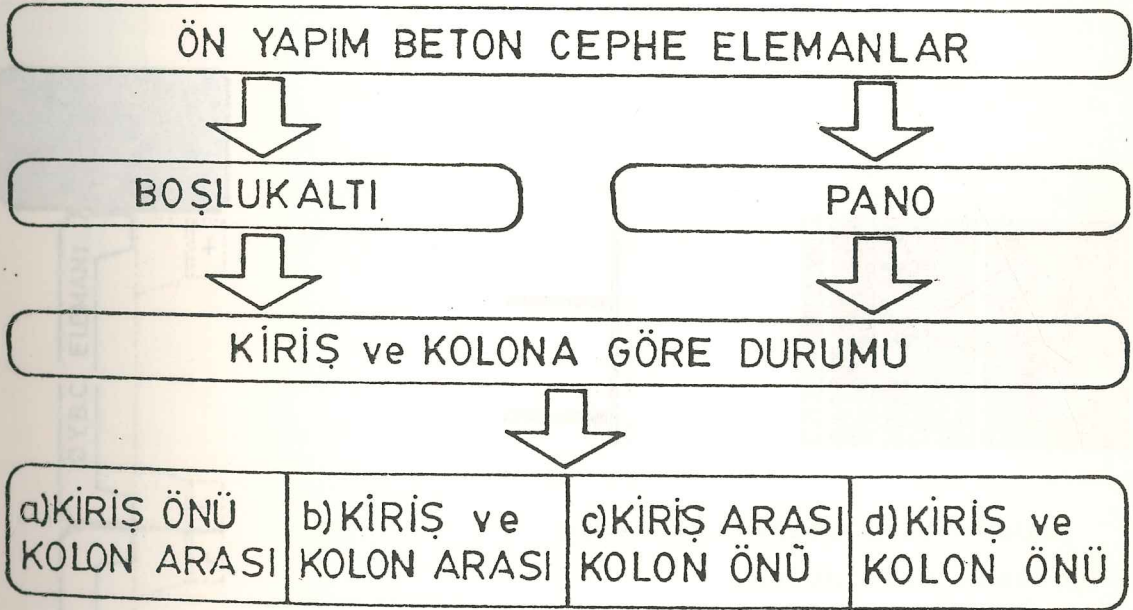 ÖN YAPIM BETON CEPHE ELEMANLAR
BOŞLUKALTI
PANO
KİRİŞ ve KOLONA GÖRE DURUMU
a)KİRİŞ ÖNÜ
KOLON ARASI
b)KİRİŞ ve
KOLON ARASI
c)KİRİŞ ARASI
KOLON ÖNÜ
d)KİRİŞ ve
KOLON ÖNÜ